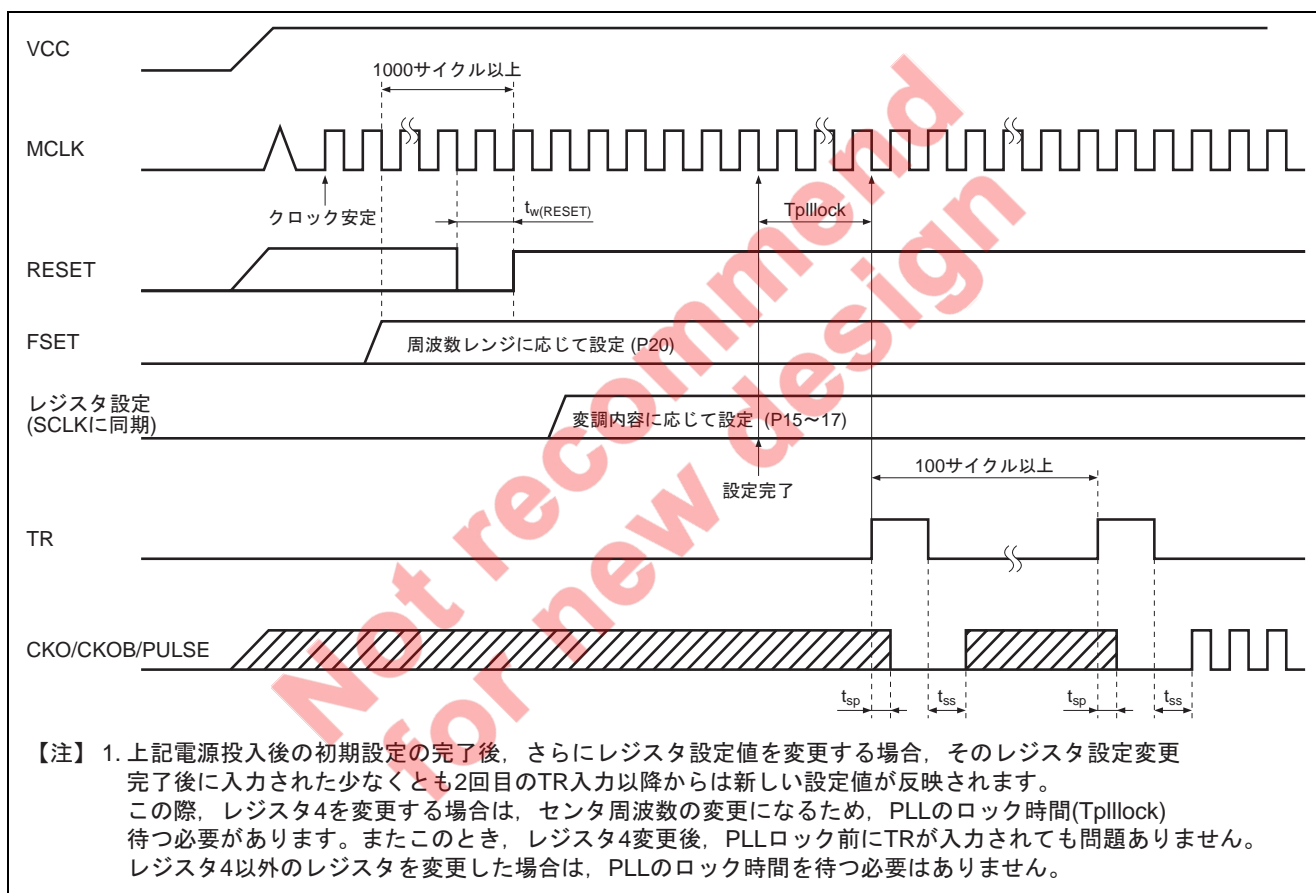 VCC
1000サイクル以上
MCLK
クロック安定
tw(RESET)
Tplllock
RESET
FSET
周波数レンジに応じて設定 (P20)
レジスタ設定
(SCLKに同期)
変調内容に応じて設定 (P15～17)
設定完了
100サイクル以上
TR
CKO/CKOB/PULSE
tsp
tss
tsp
tss
Not recommend
for new design
【注】 1. 上記電源投入後の初期設定の完了後，さらにレジスタ設定値を変更する場合，そのレジスタ設定変更
完了後に入力された少なくとも2回目のTR入力以降からは新しい設定値が反映されます。
この際，レジスタ4を変更する場合は，センタ周波数の変更になるため，PLLのロック時間(Tplllock)
待つ必要があります。またこのとき，レジスタ4変更後，PLLロック前にTRが入力されても問題ありません。
レジスタ4以外のレジスタを変更した場合は，PLLのロック時間を待つ必要はありません。